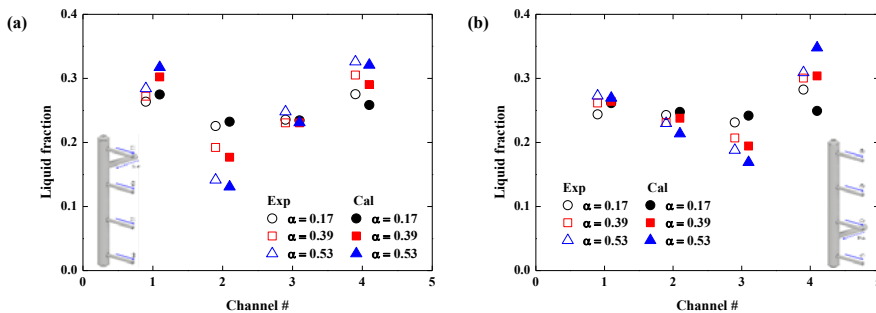 (a)
0.4
0.3
0.2
0.1
0.0
Liquid fraction
Exp Cal
α = 0.17 α = 0.17
α = 0.39 α = 0.39
α = 0.53 α = 0.53
0 1 2 3 4 5
Channel #
(b)
0.4
0.3
0.2
0.1
0.0
Liquid fraction
Exp Cal
α = 0.17 α = 0.17
α = 0.39 α = 0.39
α = 0.53 α = 0.53
0 1 2 3 4
Channel #